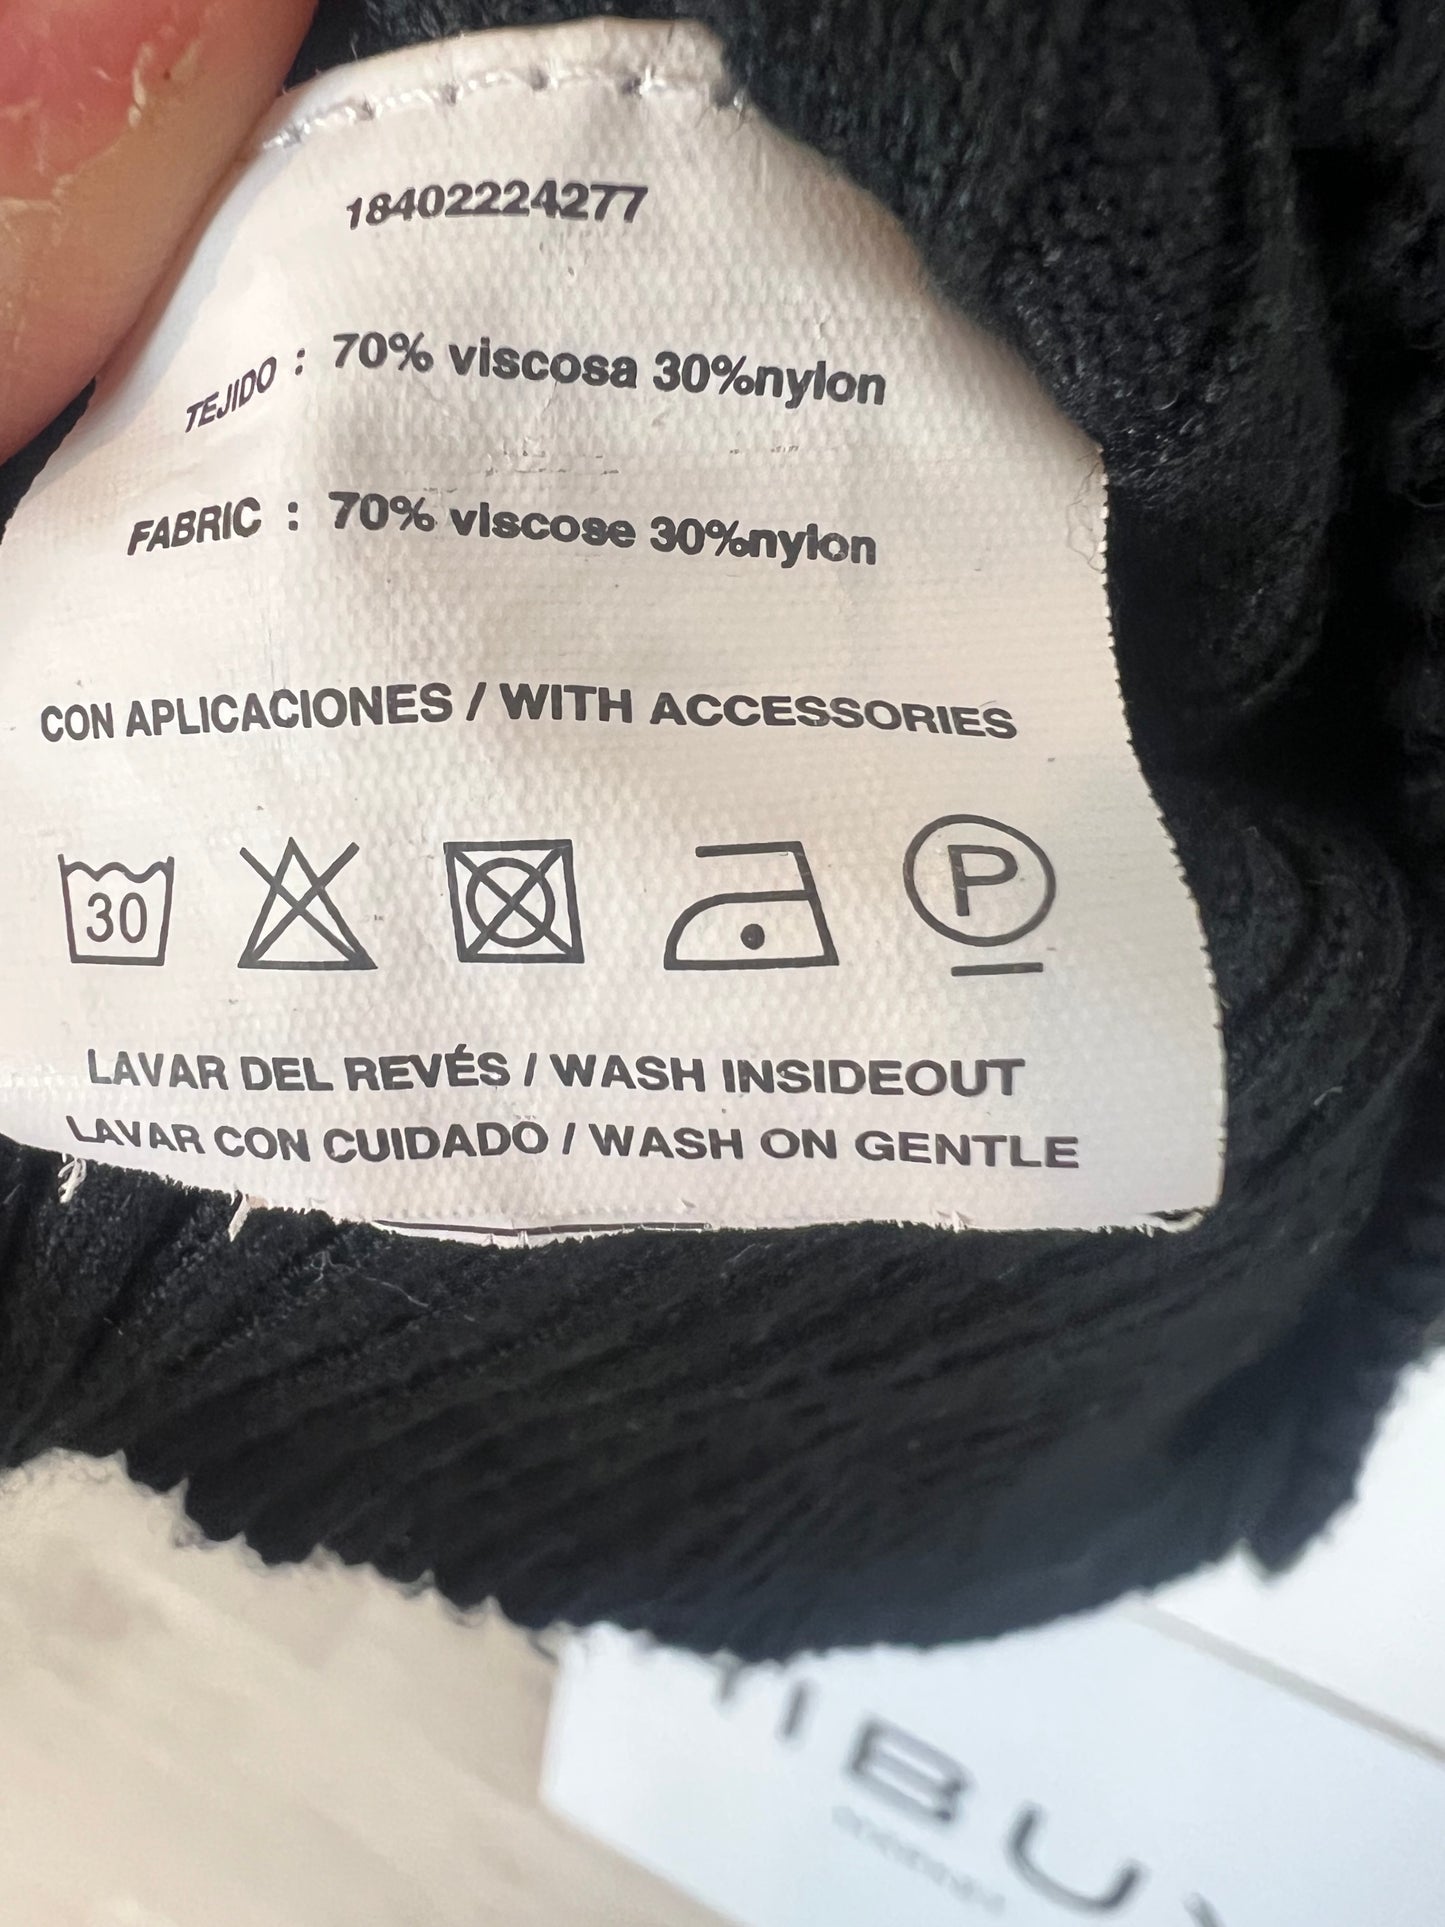 18402224277
TEJIDO : 70% viscosa 30%nylon
FABRIC : 70% viscose 30%nylon
CON APLICACIONES / WITH ACCESSORIES
30
P
LAVAR DEL REVÉS / WASH INSIDEOUT
LAVAR CON CUIDADO / WASH ON GENTLE